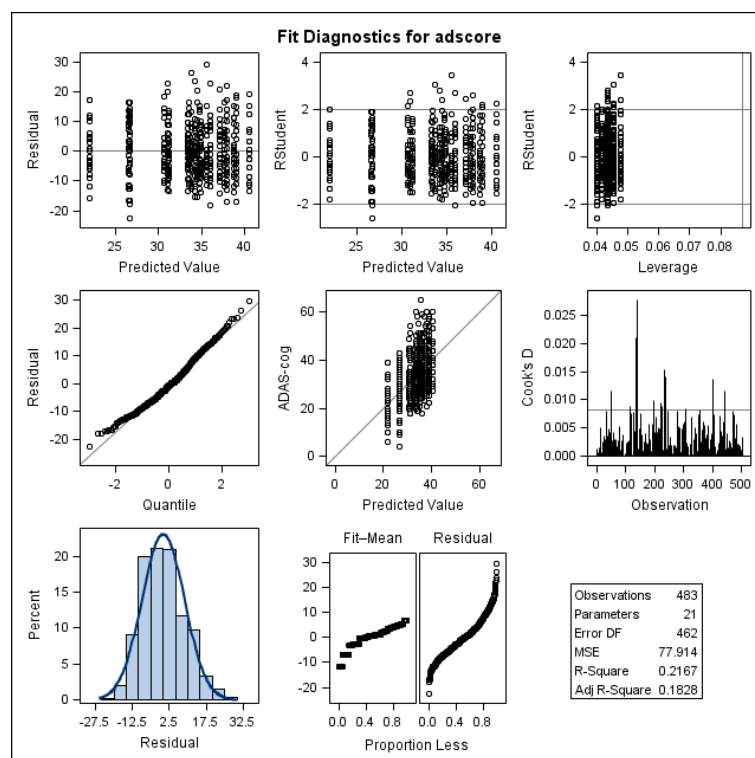 Fit Diagnostics for adscore
Residual
30
20
10
0
-10
-20
25 30 35 40
Predicted Value
RStudent
4
2
0
-2
25 30 35 40
Predicted Value
RStudent
4
2
0
-2
0.04 0.05 0.06 0.07 0.08
Leverage
Residual
30
20
10
0
-10
-20
-2 0 2
Quantile
ADAS-cog
60
40
20
0
0 20 40 60
Predicted Value
Cook's D
0.025
0.020
0.015
0.010
0.005
0.000
0 100 200 300 400 500
Observation
Percent
20
15
10
5
0
-27.5 -12.5 2.5 17.5 32.5
Residual
Fit–Mean Residual
30
20
10
0
-10
-20
0.0 0.4 0.8 0.0 0.4 0.8
Proportion Less
Observations 483
Parameters 21
Error DF 462
MSE 77.914
R-Square 0.2167
Adj R-Square 0.1828